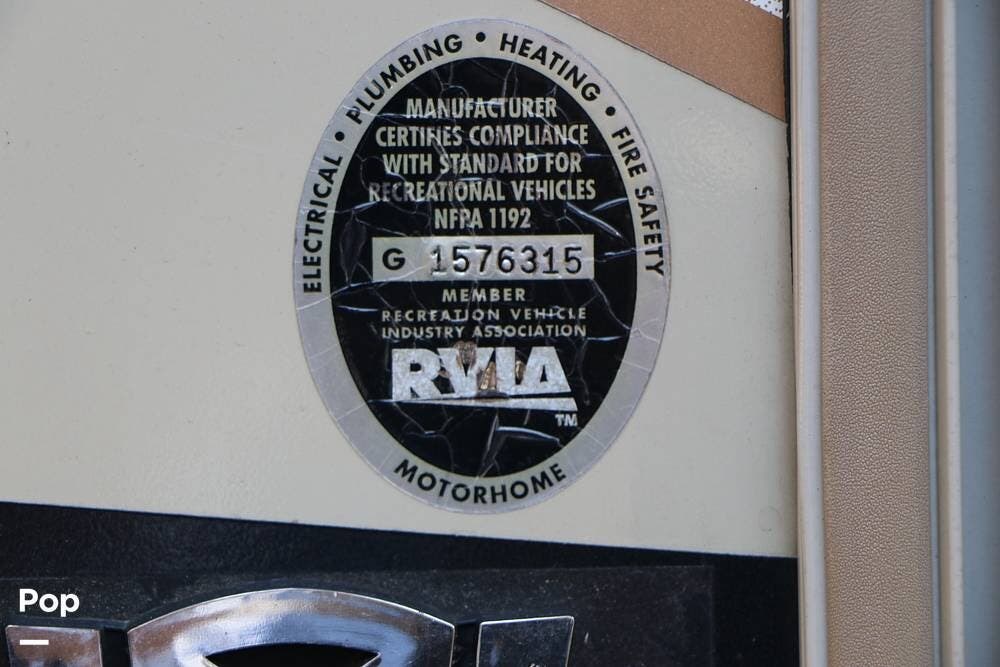 ELECTRICAL • PLUMBING • HEATING • FIRE SAFETY
MANUFACTURER
CERTIFIES COMPLIANCE
WITH STANDARD FOR
RECREATIONAL VEHICLES
NFPA 1192
G 1576315
MEMBER
RECREATION VEHICLE
INDUSTRY ASSOCIATION
RVIA
TM
MOTORHOME
Pop